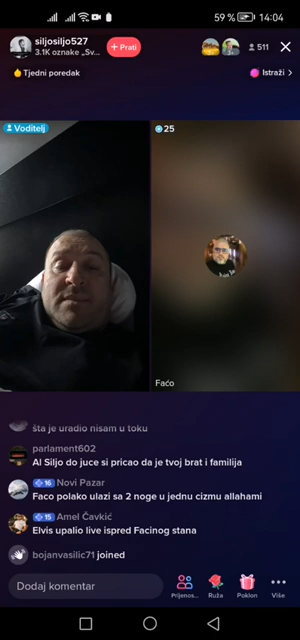 59 % 14:04
siljosiljo527
3.1K oznake „Sv...
+ Prati
511
Tjedni poredak
Istraži >
Voditelj
25
Faćo
šta je uradio nisam u toku
parlament602
Al Siljo do juce si pricao da je tvoj brat i familija
16 Novi Pazar
Faco polako ulazi sa 2 noge u jednu cizmu allahami
15 Amel Čavkić
Elvis upalio live ispred Facinog stana
bojanvasilic71 joined
Dodaj komentar
Prijenos...
Ruža
Poklon
Više